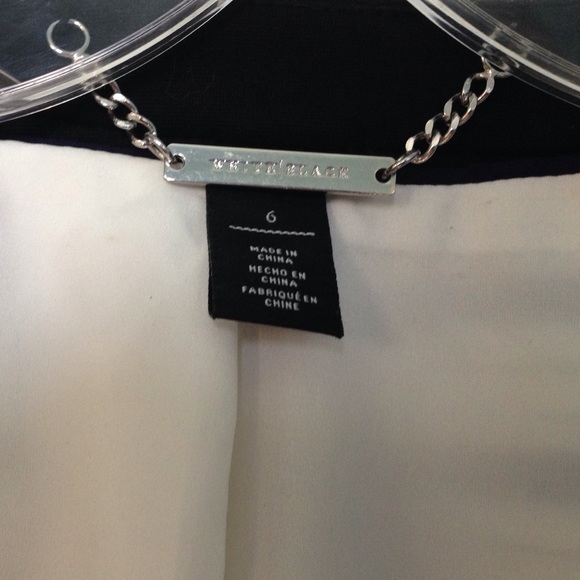 WHITE|BLACK
6
MADE IN
CHINA
HECHO EN
CHINA
FABRIQUÉ EN
CHINE